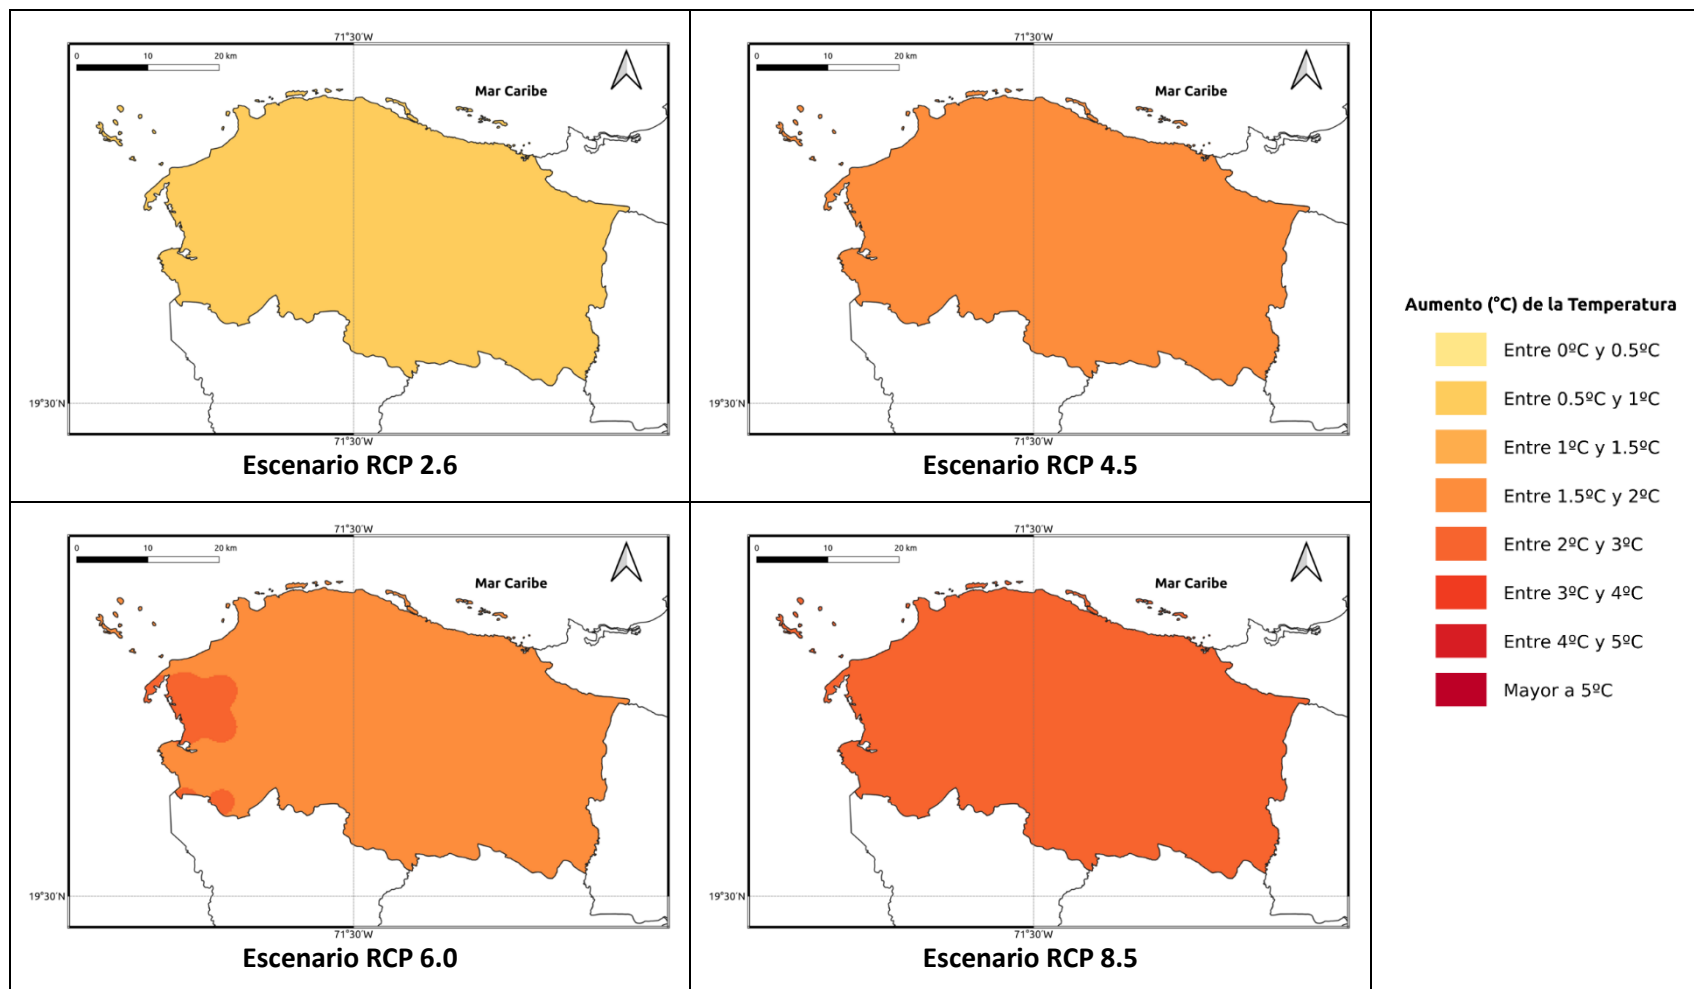 71°30'W
0 10 20 km
Mar Caribe
19°30'N
71°30'W
Escenario RCP 2.6
71°30'W
0 10 20 km
Mar Caribe
19°30'N
71°30'W
Escenario RCP 4.5
71°30'W
0 10 20 km
Mar Caribe
19°30'N
71°30'W
Escenario RCP 6.0
71°30'W
0 10 20 km
Mar Caribe
19°30'N
71°30'W
Escenario RCP 8.5
Aumento (°C) de la Temperatura
Entre 0ºC y 0.5ºC
Entre 0.5ºC y 1ºC
Entre 1ºC y 1.5ºC
Entre 1.5ºC y 2ºC
Entre 2ºC y 3ºC
Entre 3ºC y 4ºC
Entre 4ºC y 5ºC
Mayor a 5ºC